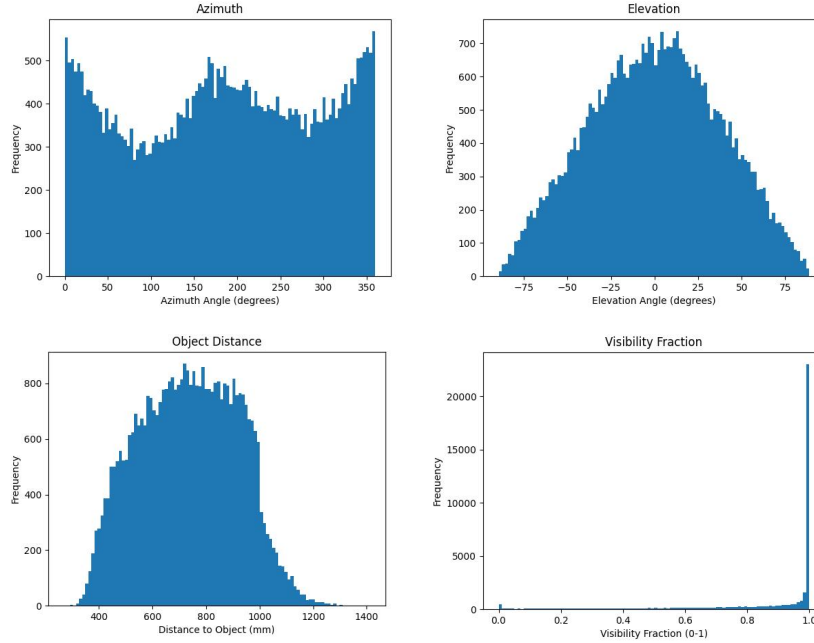 Azimuth
500
400
300
200
100
0
Frequency
0 50 100 150 200 250 300 350
Azimuth Angle (degrees)
Elevation
700
600
500
400
300
200
100
0
Frequency
−75 −50 −25 0 25 50 75
Elevation Angle (degrees)
Object Distance
800
600
400
200
0
Frequency
400 600 800 1000 1200 1400
Distance to Object (mm)
Visibility Fraction
20000
15000
10000
5000
0
Frequency
0.0 0.2 0.4 0.6 0.8 1.0
Visibility Fraction (0-1)